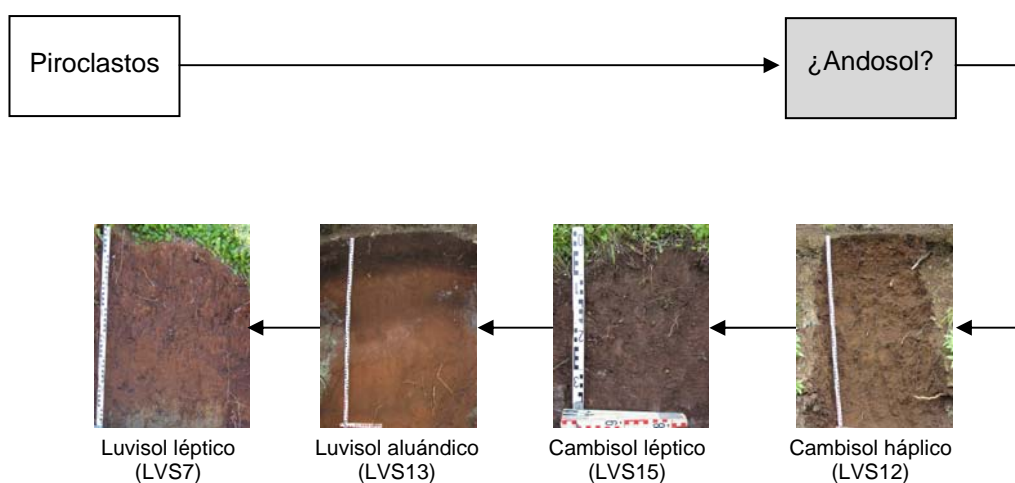 Piroclastos
¿Andosol?
Luvisol léptico
(LVS7)
Luvisol aluándico
(LVS13)
Cambisol léptico
(LVS15)
Cambisol háplico
(LVS12)